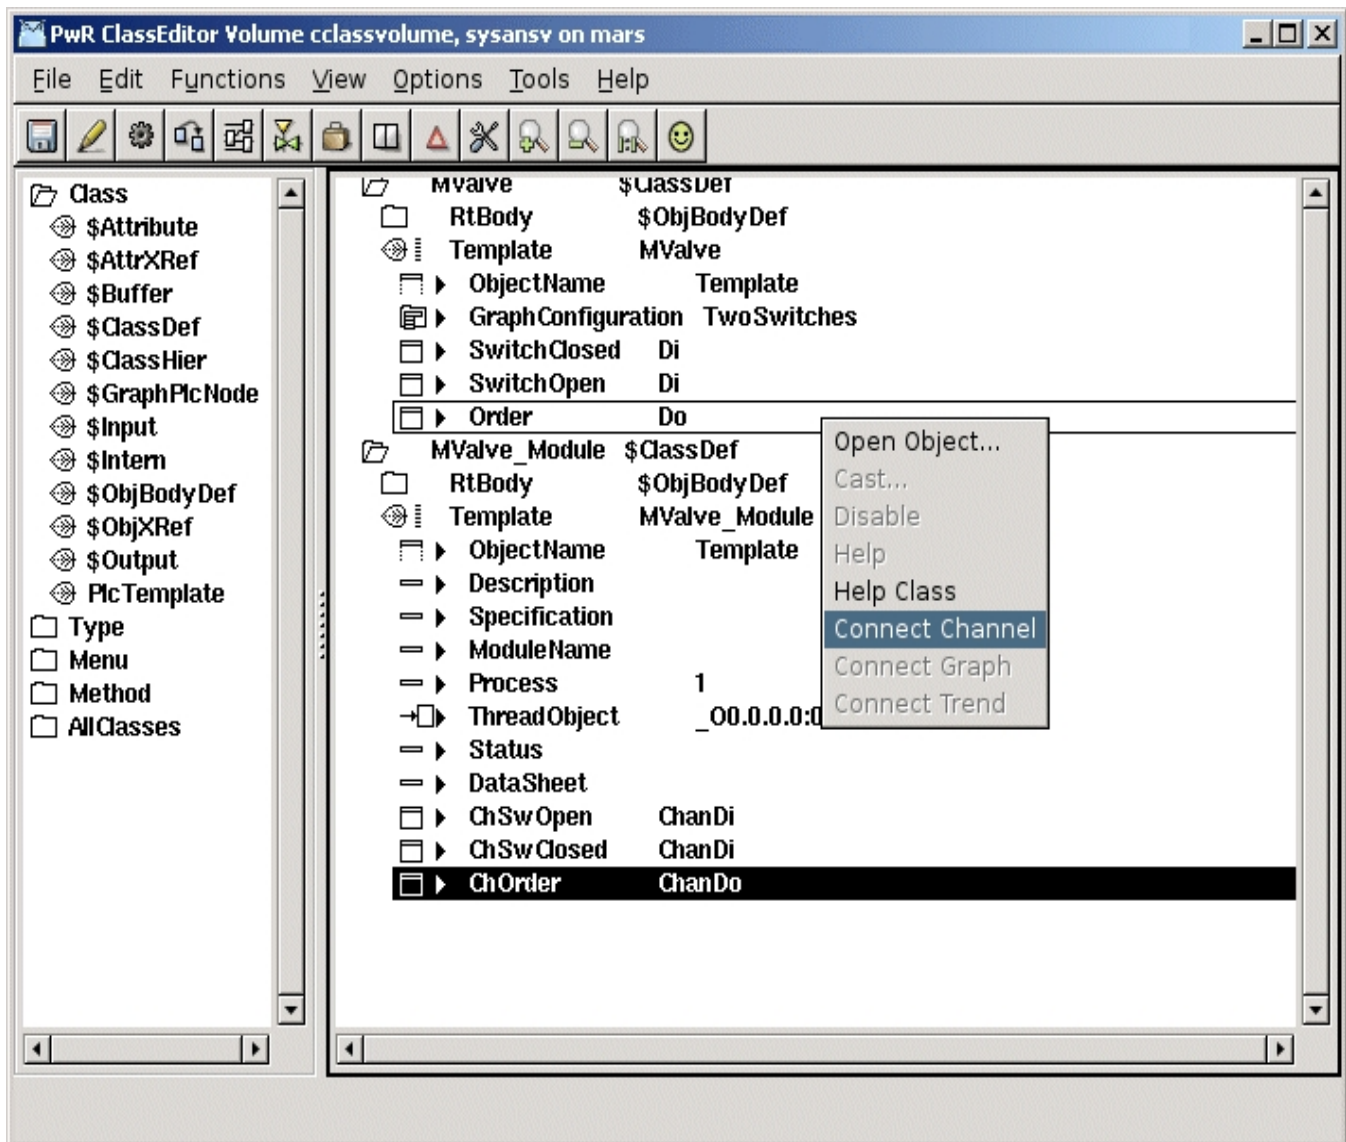 PwR ClassEditor Volume cclassvolume, sysansv on mars
File Edit Functions View Options Tools Help
Class
$Attribute
$AttrXRef
$Buffer
$ClassDef
$ClassHier
$GraphPlcNode
$Input
$Intern
$ObjBodyDef
$ObjXRef
$Output
PlcTemplate
Type
Menu
Method
AllClasses
MValve $ClassDef
RtBody $ObjBodyDef
Template MValve
ObjectName Template
GraphConfiguration TwoSwitches
SwitchClosed Di
SwitchOpen Di
Order Do
MValve_Module $ClassDef
RtBody $ObjBodyDef
Template MValve_Module
ObjectName Template
Description
Specification
ModuleName
Process 1
ThreadObject _O0.0.0.0:0
Status
DataSheet
ChSwOpen ChanDi
ChSwClosed ChanDi
ChOrder ChanDo
Open Object...
Cast...
Disable
Help
Help Class
Connect Channel
Connect Graph
Connect Trend